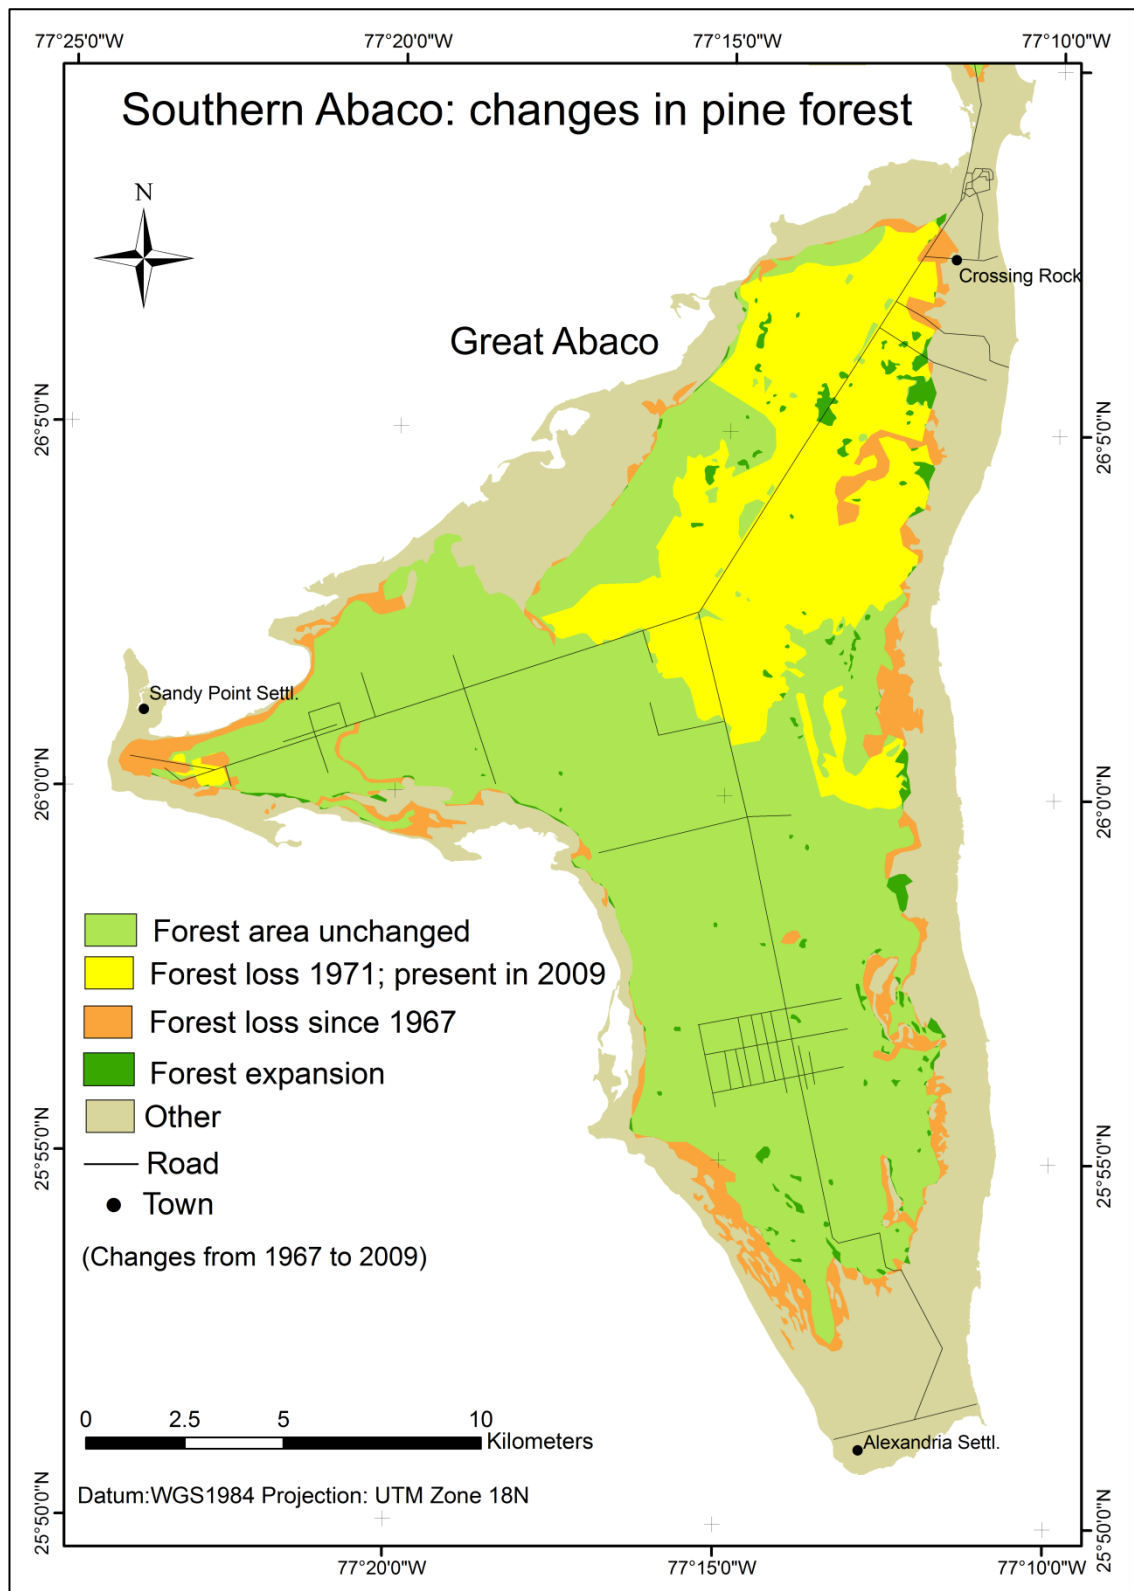 77°25'0"W
77°20'0"W
77°15'0"W
77°10'0"W
Southern Abaco: changes in pine forest
N
Crossing Rock
Great Abaco
26°5'0"N
26°5'0"N
Sandy Point Settl.
26°0'0"N
26°0'0"N
Forest area unchanged
Forest loss 1971; present in 2009
Forest loss since 1967
Forest expansion
Other
Road
Town
(Changes from 1967 to 2009)
25°55'0"N
25°55'0"N
0 2.5 5 10
Kilometers
Alexandria Settl.
Datum:WGS1984 Projection: UTM Zone 18N
25°50'0"N
25°50'0"N
77°20'0"W
77°15'0"W
77°10'0"W